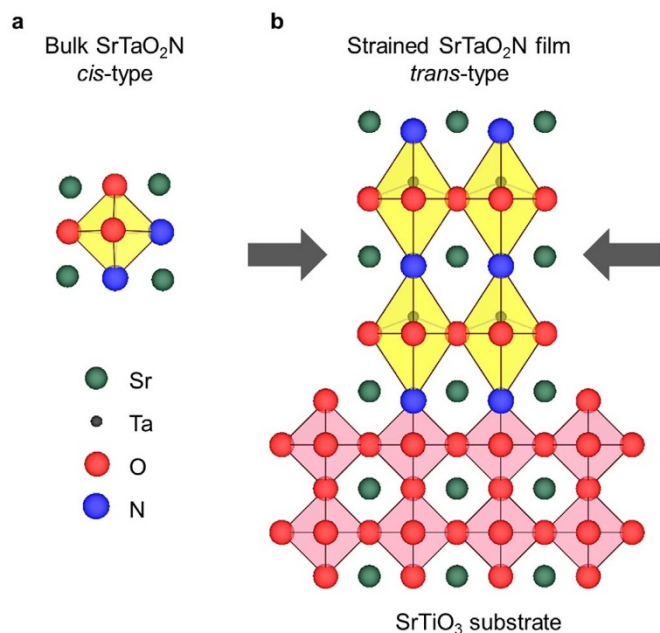 a
Bulk SrTaO₂N
cis-type
Sr
Ta
O
N
b
Strained SrTaO₂N film
trans-type
SrTiO₃ substrate